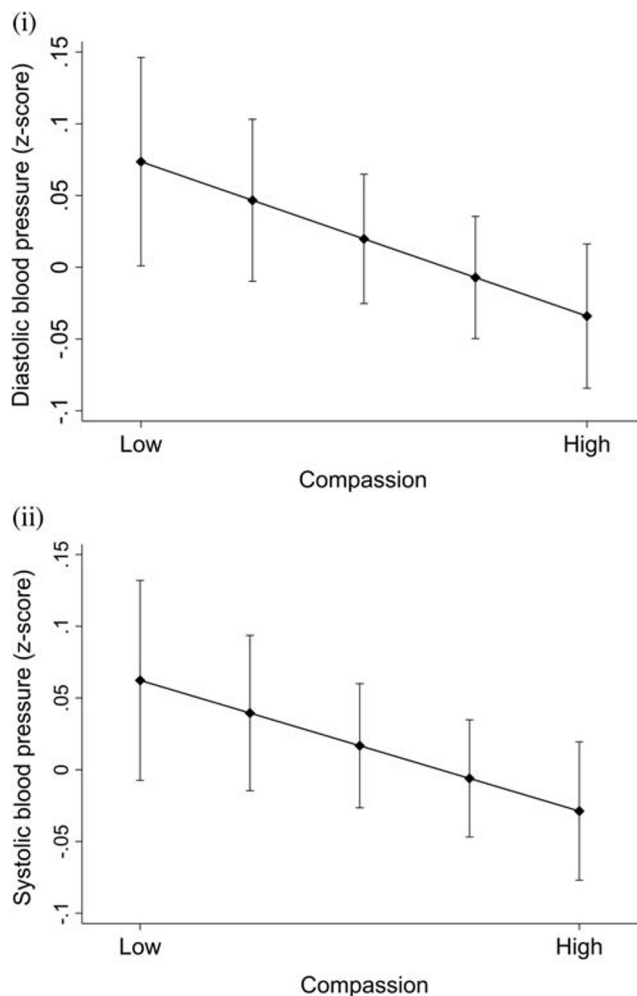 (i)
Diastolic blood pressure (z-score)
.15
.1
.05
0
-.05
-.1
Low
High
Compassion
(ii)
Systolic blood pressure (z-score)
.15
.1
.05
0
-.05
-.1
Low
High
Compassion